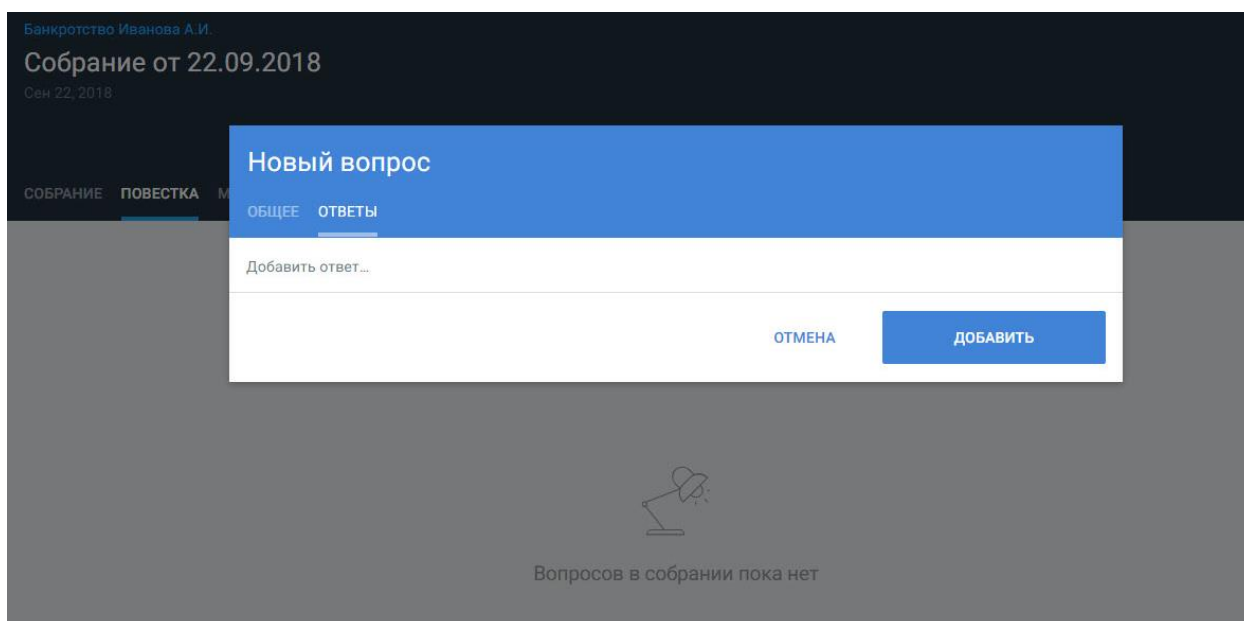 Банкротство Иванова А.И.
Собрание от 22.09.2018
Сен 22, 2018
СОБРАНИЕ ПОВЕСТКА М
Новый вопрос
ОБЩЕЕ ОТВЕТЫ
Добавить ответ...
ОТМЕНА ДОБАВИТЬ
Вопросов в собрании пока нет